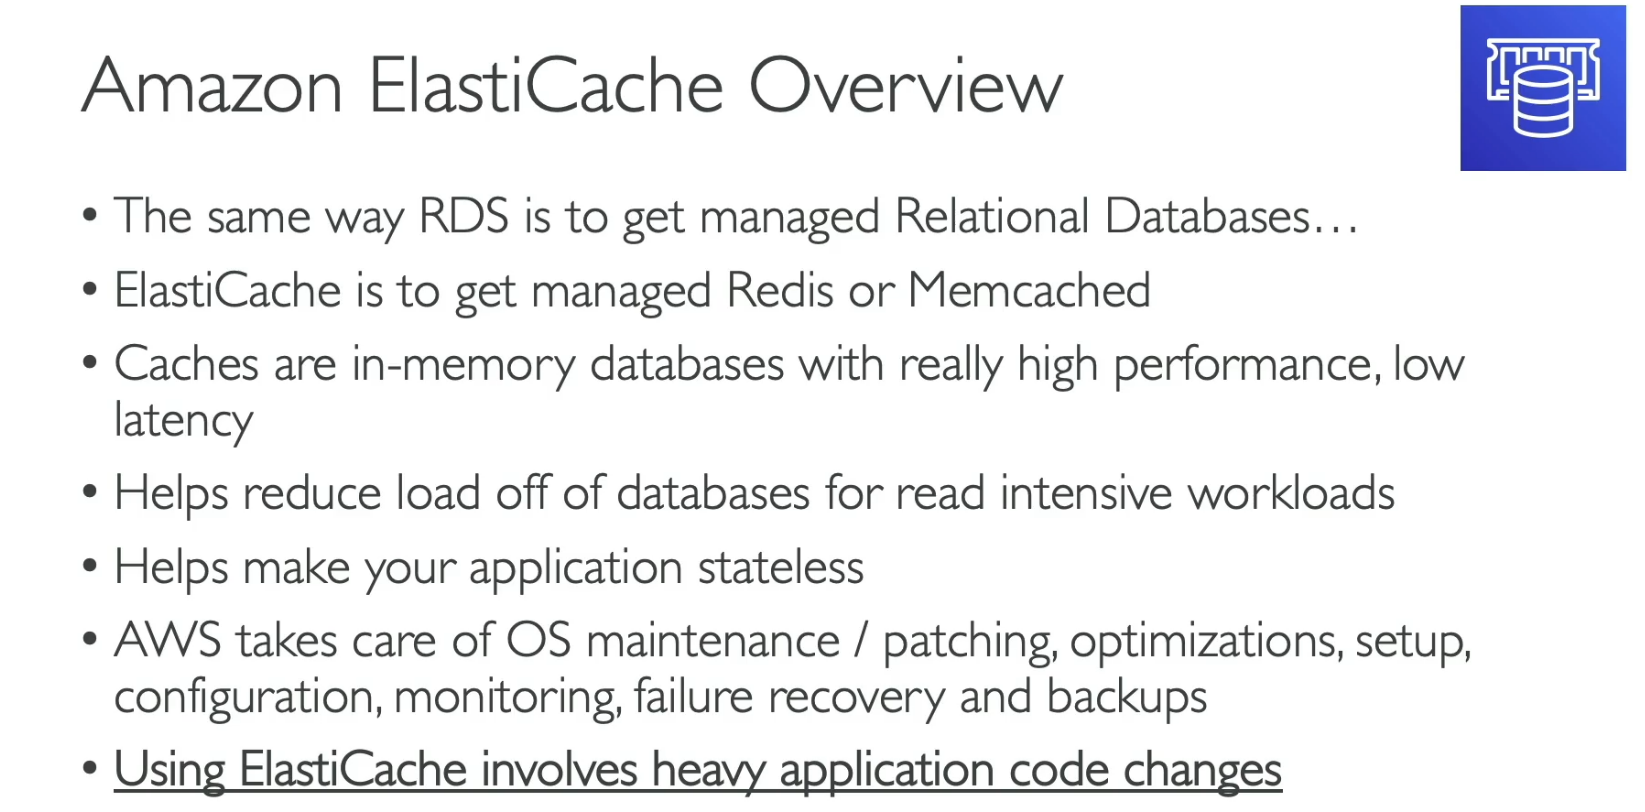 Amazon ElastiCache Overview
• The same way RDS is to get managed Relational Databases…
• ElastiCache is to get managed Redis or Memcached
• Caches are in-memory databases with really high performance, low
latency
• Helps reduce load off of databases for read intensive workloads
• Helps make your application stateless
• AWS takes care of OS maintenance / patching, optimizations, setup,
configuration, monitoring, failure recovery and backups
• Using ElastiCache involves heavy application code changes